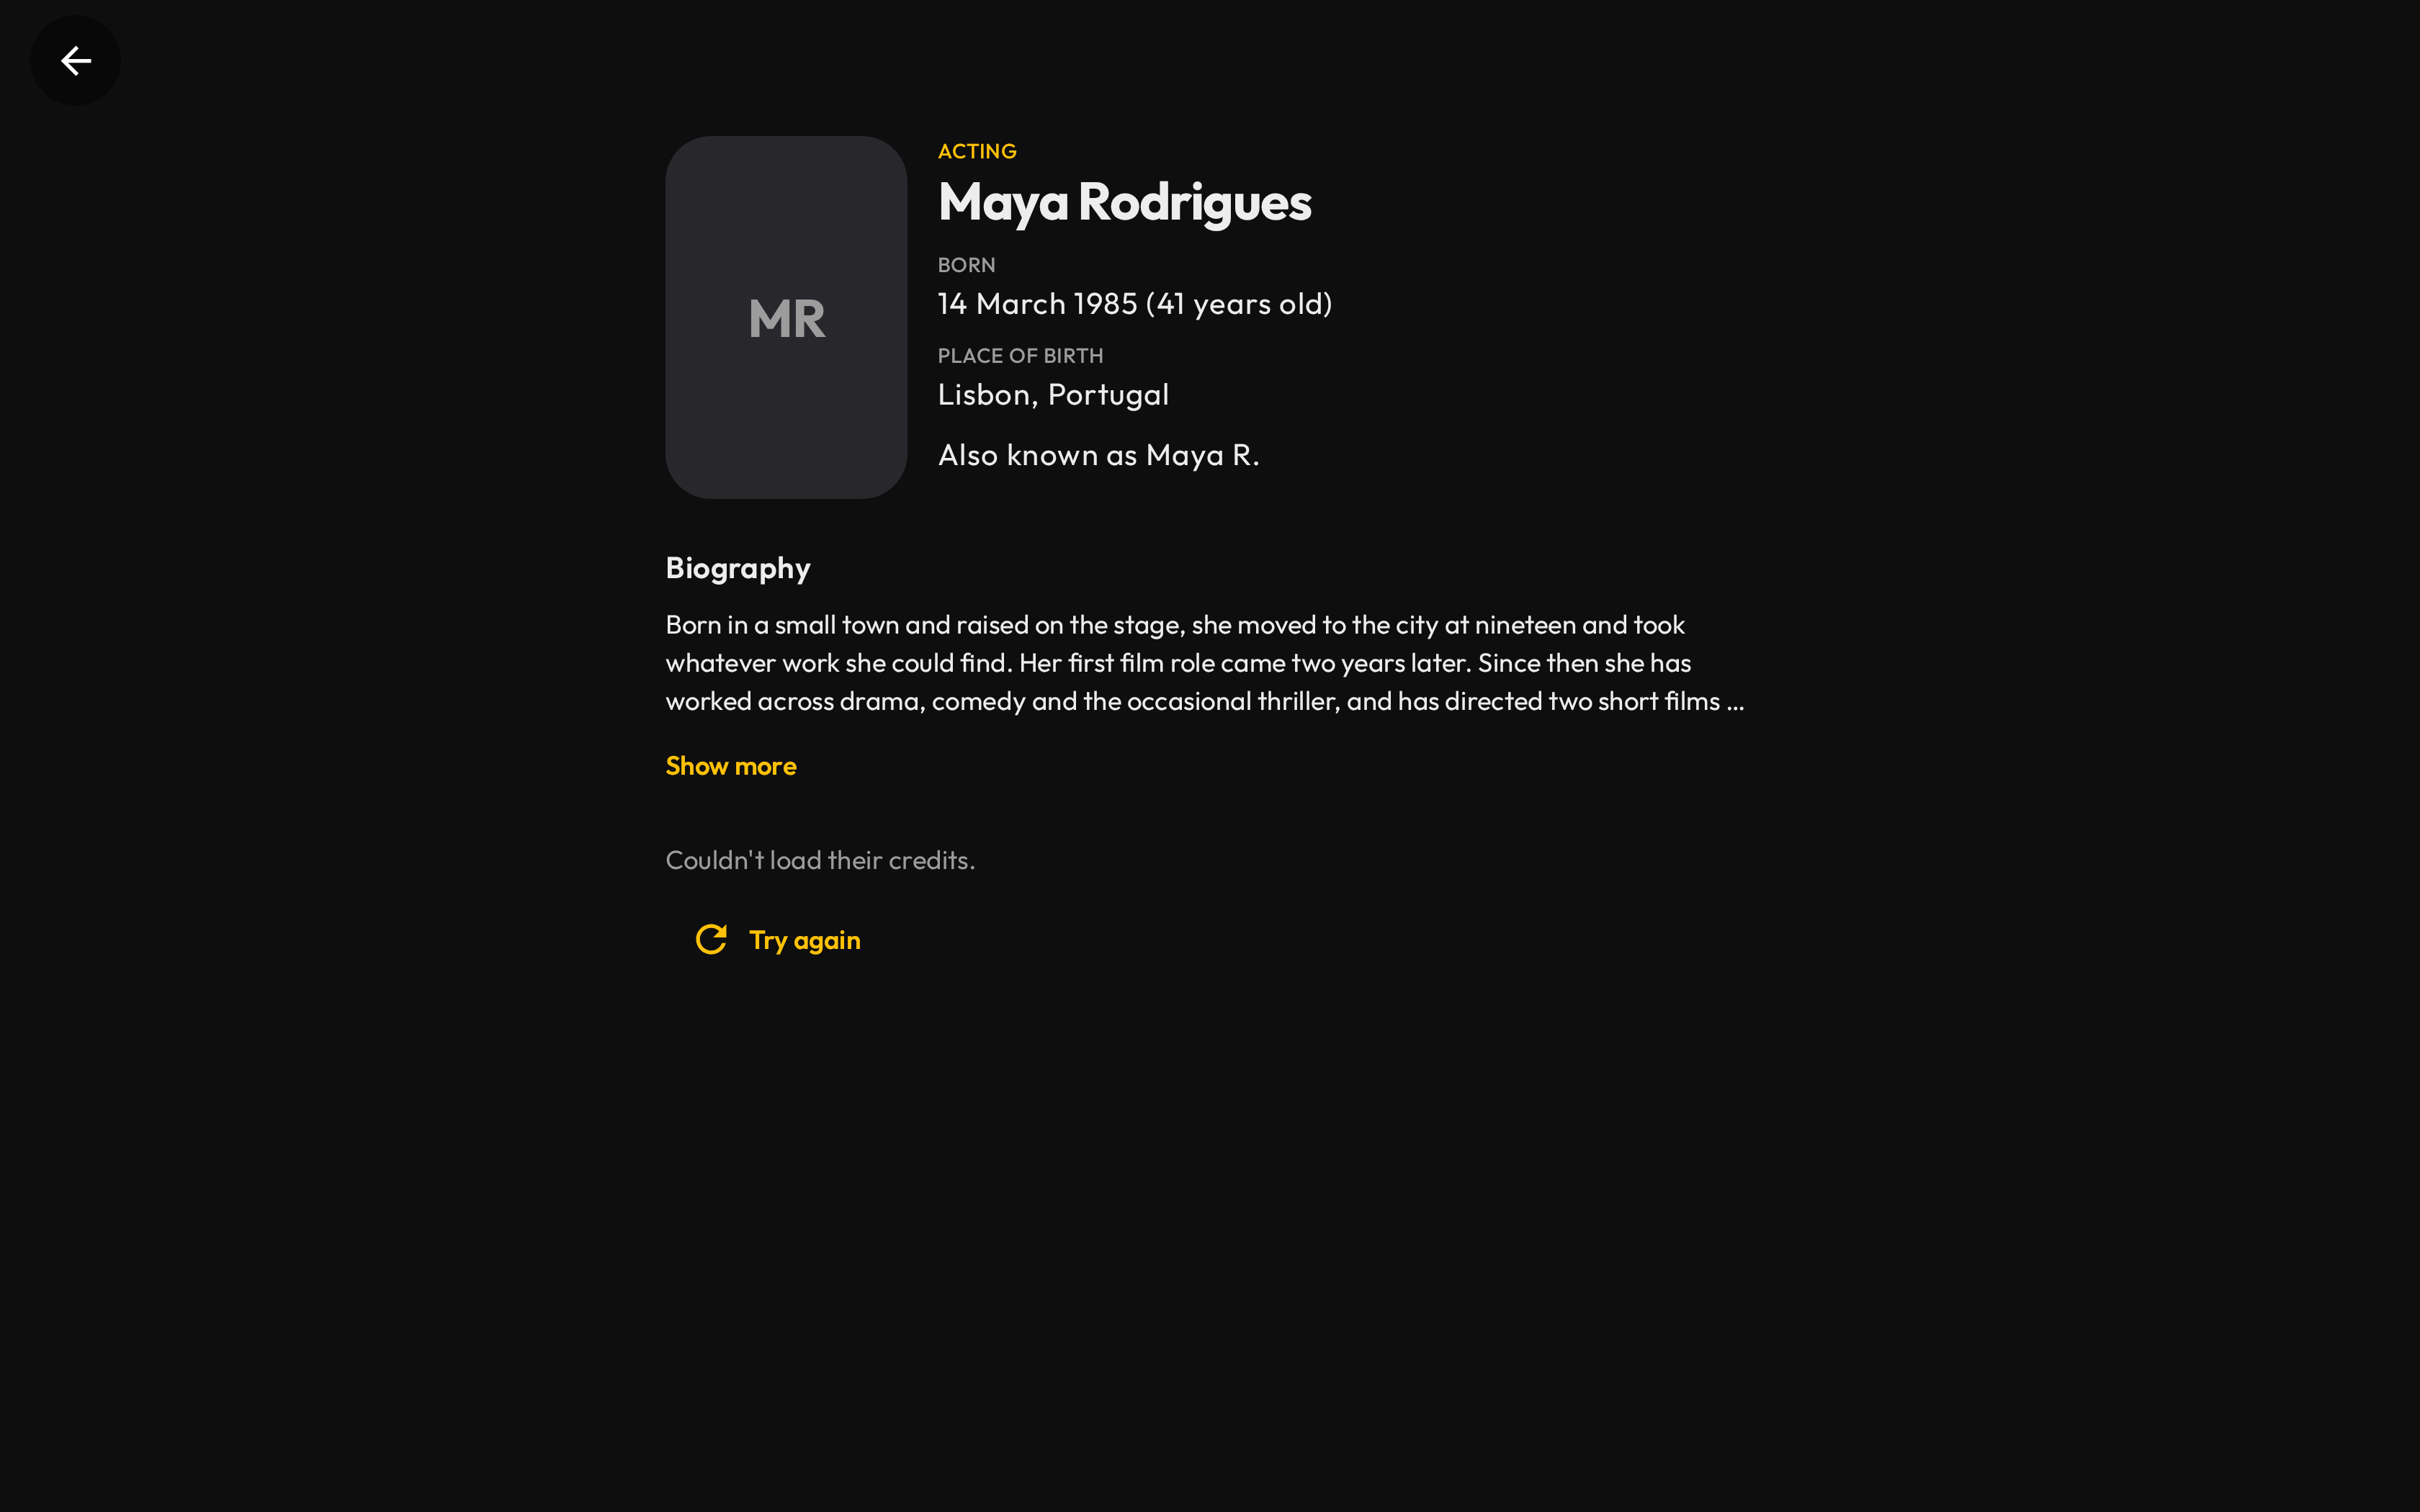 ACTING
Maya Rodrigues
BORN
14 March 1985 (41 years old)
MR
PLACE OF BIRTH
Lisbon, Portugal
Also known as Maya R.
Biography
Born in a small town and raised on the stage, she moved to the city at nineteen and took
whatever work she could find. Her first film role came two years later. Since then she has
worked across drama, comedy and the occasional thriller, and has directed two short films ...
Show more
Couldn't load their credits.
Try again